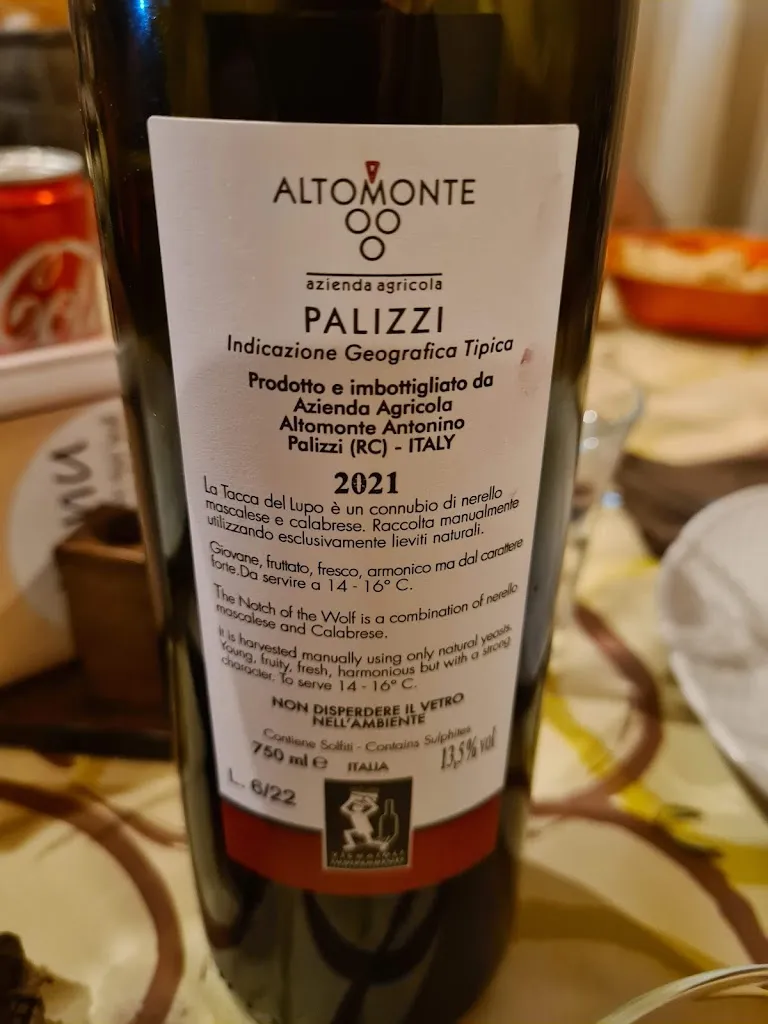 ALTOMONTE
azienda agricola
PALIZZI
Indicazione Geografica Tipica
Prodotto e imbottigliato da
Azienda Agricola
Altomonte Antonino
Palizzi (RC) - ITALY
2021
La Tacca del Lupo è un connubio di nerello
mascalese e calabrese. Raccolta manualmente
utilizzando esclusivamente lieviti naturali.
Giovane, fruttato, fresco, armonico ma dal carattere
forte.Da servire a 14 - 16° C.
The Notch of the Wolf is a combination of nerello
mascalese and Calabrese.
It is harvested manually using only natural yeasts.
Young, fruity, fresh, harmonious but with a strong
character. To serve 14 - 16° C.
NON DISPERDERE IL VETRO
NELL'AMBIENTE
Contiene Solfiti - Contains Sulphites
750 ml e ITALIA 13,5% vol
L. 6/22